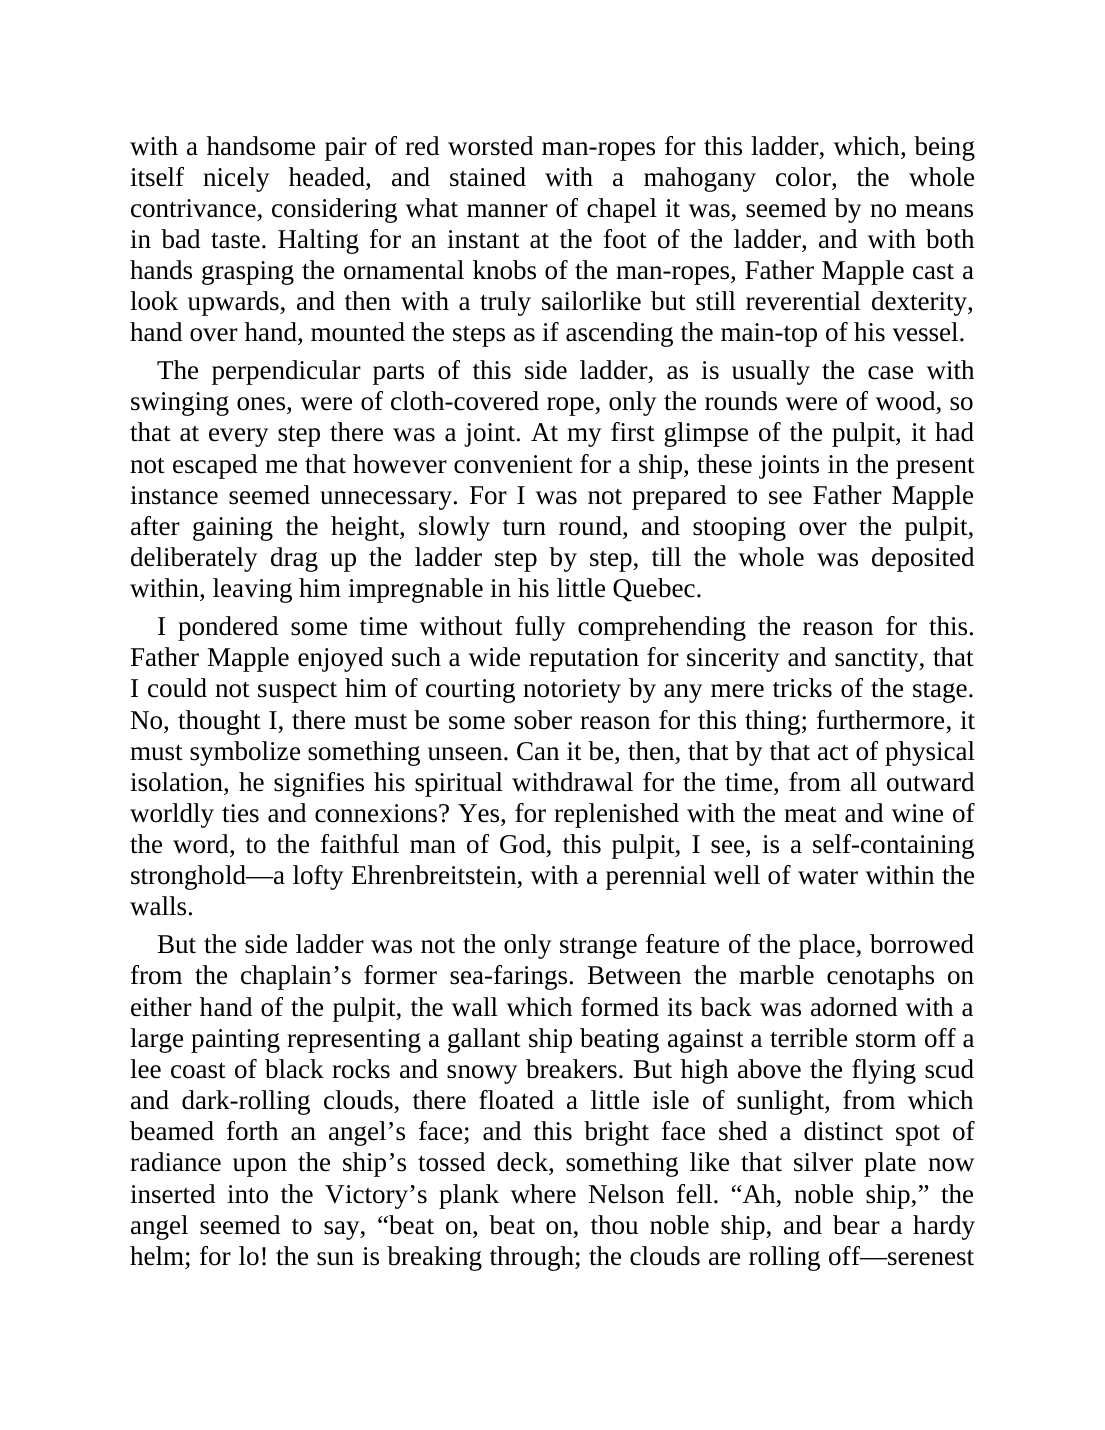 with a handsome pair of red worsted man-ropes for this ladder, which, being
itself nicely headed, and stained with a mahogany color, the whole
contrivance, considering what manner of chapel it was, seemed by no means
in bad taste. Halting for an instant at the foot of the ladder, and with both
hands grasping the ornamental knobs of the man-ropes, Father Mapple cast a
look upwards, and then with a truly sailorlike but still reverential dexterity,
hand over hand, mounted the steps as if ascending the main-top of his vessel.
The perpendicular parts of this side ladder, as is usually the case with
swinging ones, were of cloth-covered rope, only the rounds were of wood, so
that at every step there was a joint. At my first glimpse of the pulpit, it had
not escaped me that however convenient for a ship, these joints in the present
instance seemed unnecessary. For I was not prepared to see Father Mapple
after gaining the height, slowly turn round, and stooping over the pulpit,
deliberately drag up the ladder step by step, till the whole was deposited
within, leaving him impregnable in his little Quebec.
I pondered some time without fully comprehending the reason for this.
Father Mapple enjoyed such a wide reputation for sincerity and sanctity, that
I could not suspect him of courting notoriety by any mere tricks of the stage.
No, thought I, there must be some sober reason for this thing; furthermore, it
must symbolize something unseen. Can it be, then, that by that act of physical
isolation, he signifies his spiritual withdrawal for the time, from all outward
worldly ties and connexions? Yes, for replenished with the meat and wine of
the word, to the faithful man of God, this pulpit, I see, is a self-containing
stronghold—a lofty Ehrenbreitstein, with a perennial well of water within the
walls.
But the side ladder was not the only strange feature of the place, borrowed
from the chaplain’s former sea-farings. Between the marble cenotaphs on
either hand of the pulpit, the wall which formed its back was adorned with a
large painting representing a gallant ship beating against a terrible storm off a
lee coast of black rocks and snowy breakers. But high above the flying scud
and dark-rolling clouds, there floated a little isle of sunlight, from which
beamed forth an angel’s face; and this bright face shed a distinct spot of
radiance upon the ship’s tossed deck, something like that silver plate now
inserted into the Victory’s plank where Nelson fell. “Ah, noble ship,” the
angel seemed to say, “beat on, beat on, thou noble ship, and bear a hardy
helm; for lo! the sun is breaking through; the clouds are rolling off—serenest